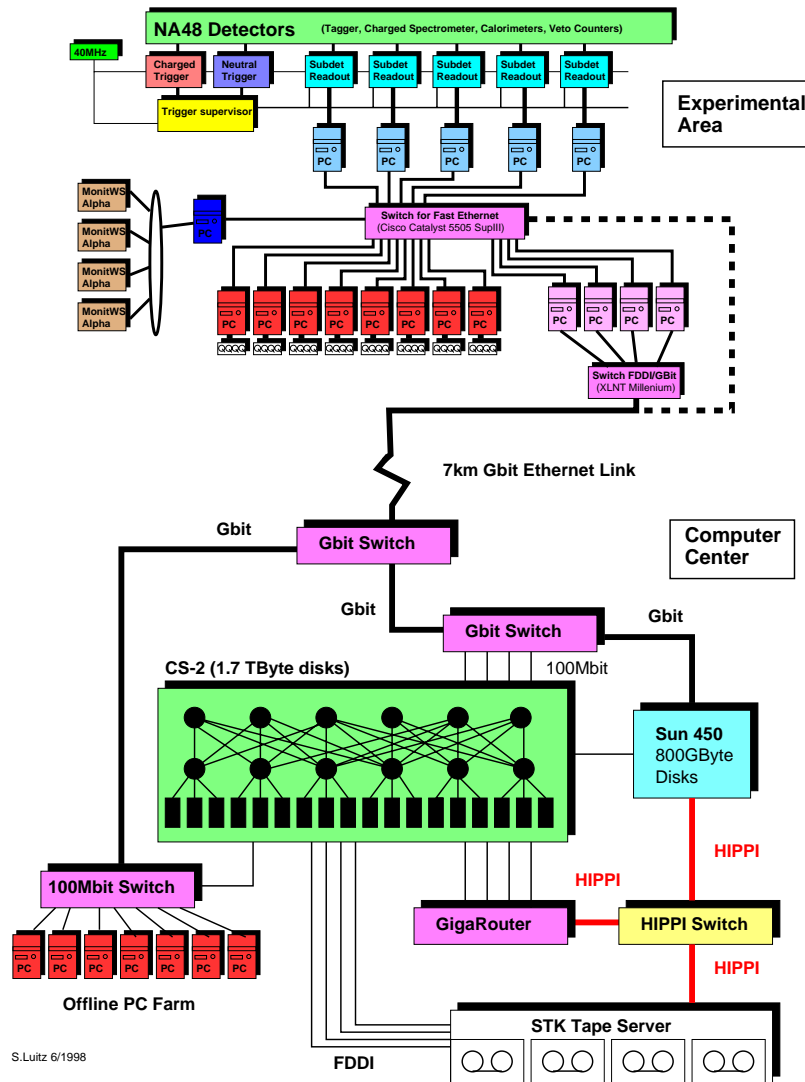 NA48 Detectors (Tagger, Charged Spectrometer, Calorimeters, Veto Counters)
40MHz
Charged
Trigger
Neutral
Trigger
Subdet
Readout
Subdet
Readout
Subdet
Readout
Subdet
Readout
Subdet
Readout
Trigger supervisor
Experimental
Area
PC
PC
PC
PC
PC
MonitWS
Alpha
MonitWS
Alpha
MonitWS
Alpha
MonitWS
Alpha
PC
Switch for Fast Ethernet
(Cisco Catalyst 5505 SupIII)
PC
PC
PC
PC
PC
PC
PC
PC
PC
PC
PC
PC
Switch FDDI/GBit
(XLNT Millenium)
7km Gbit Ethernet Link
Gbit
Gbit Switch
Computer
Center
Gbit
Gbit Switch
Gbit
100Mbit
CS-2 (1.7 TByte disks)
Sun 450
800GByte
Disks
HIPPI
HIPPI
100Mbit Switch
GigaRouter
HIPPI Switch
PC
PC
PC
PC
PC
PC
PC
HIPPI
Offline PC Farm
STK Tape Server
FDDI
S.Luitz 6/1998